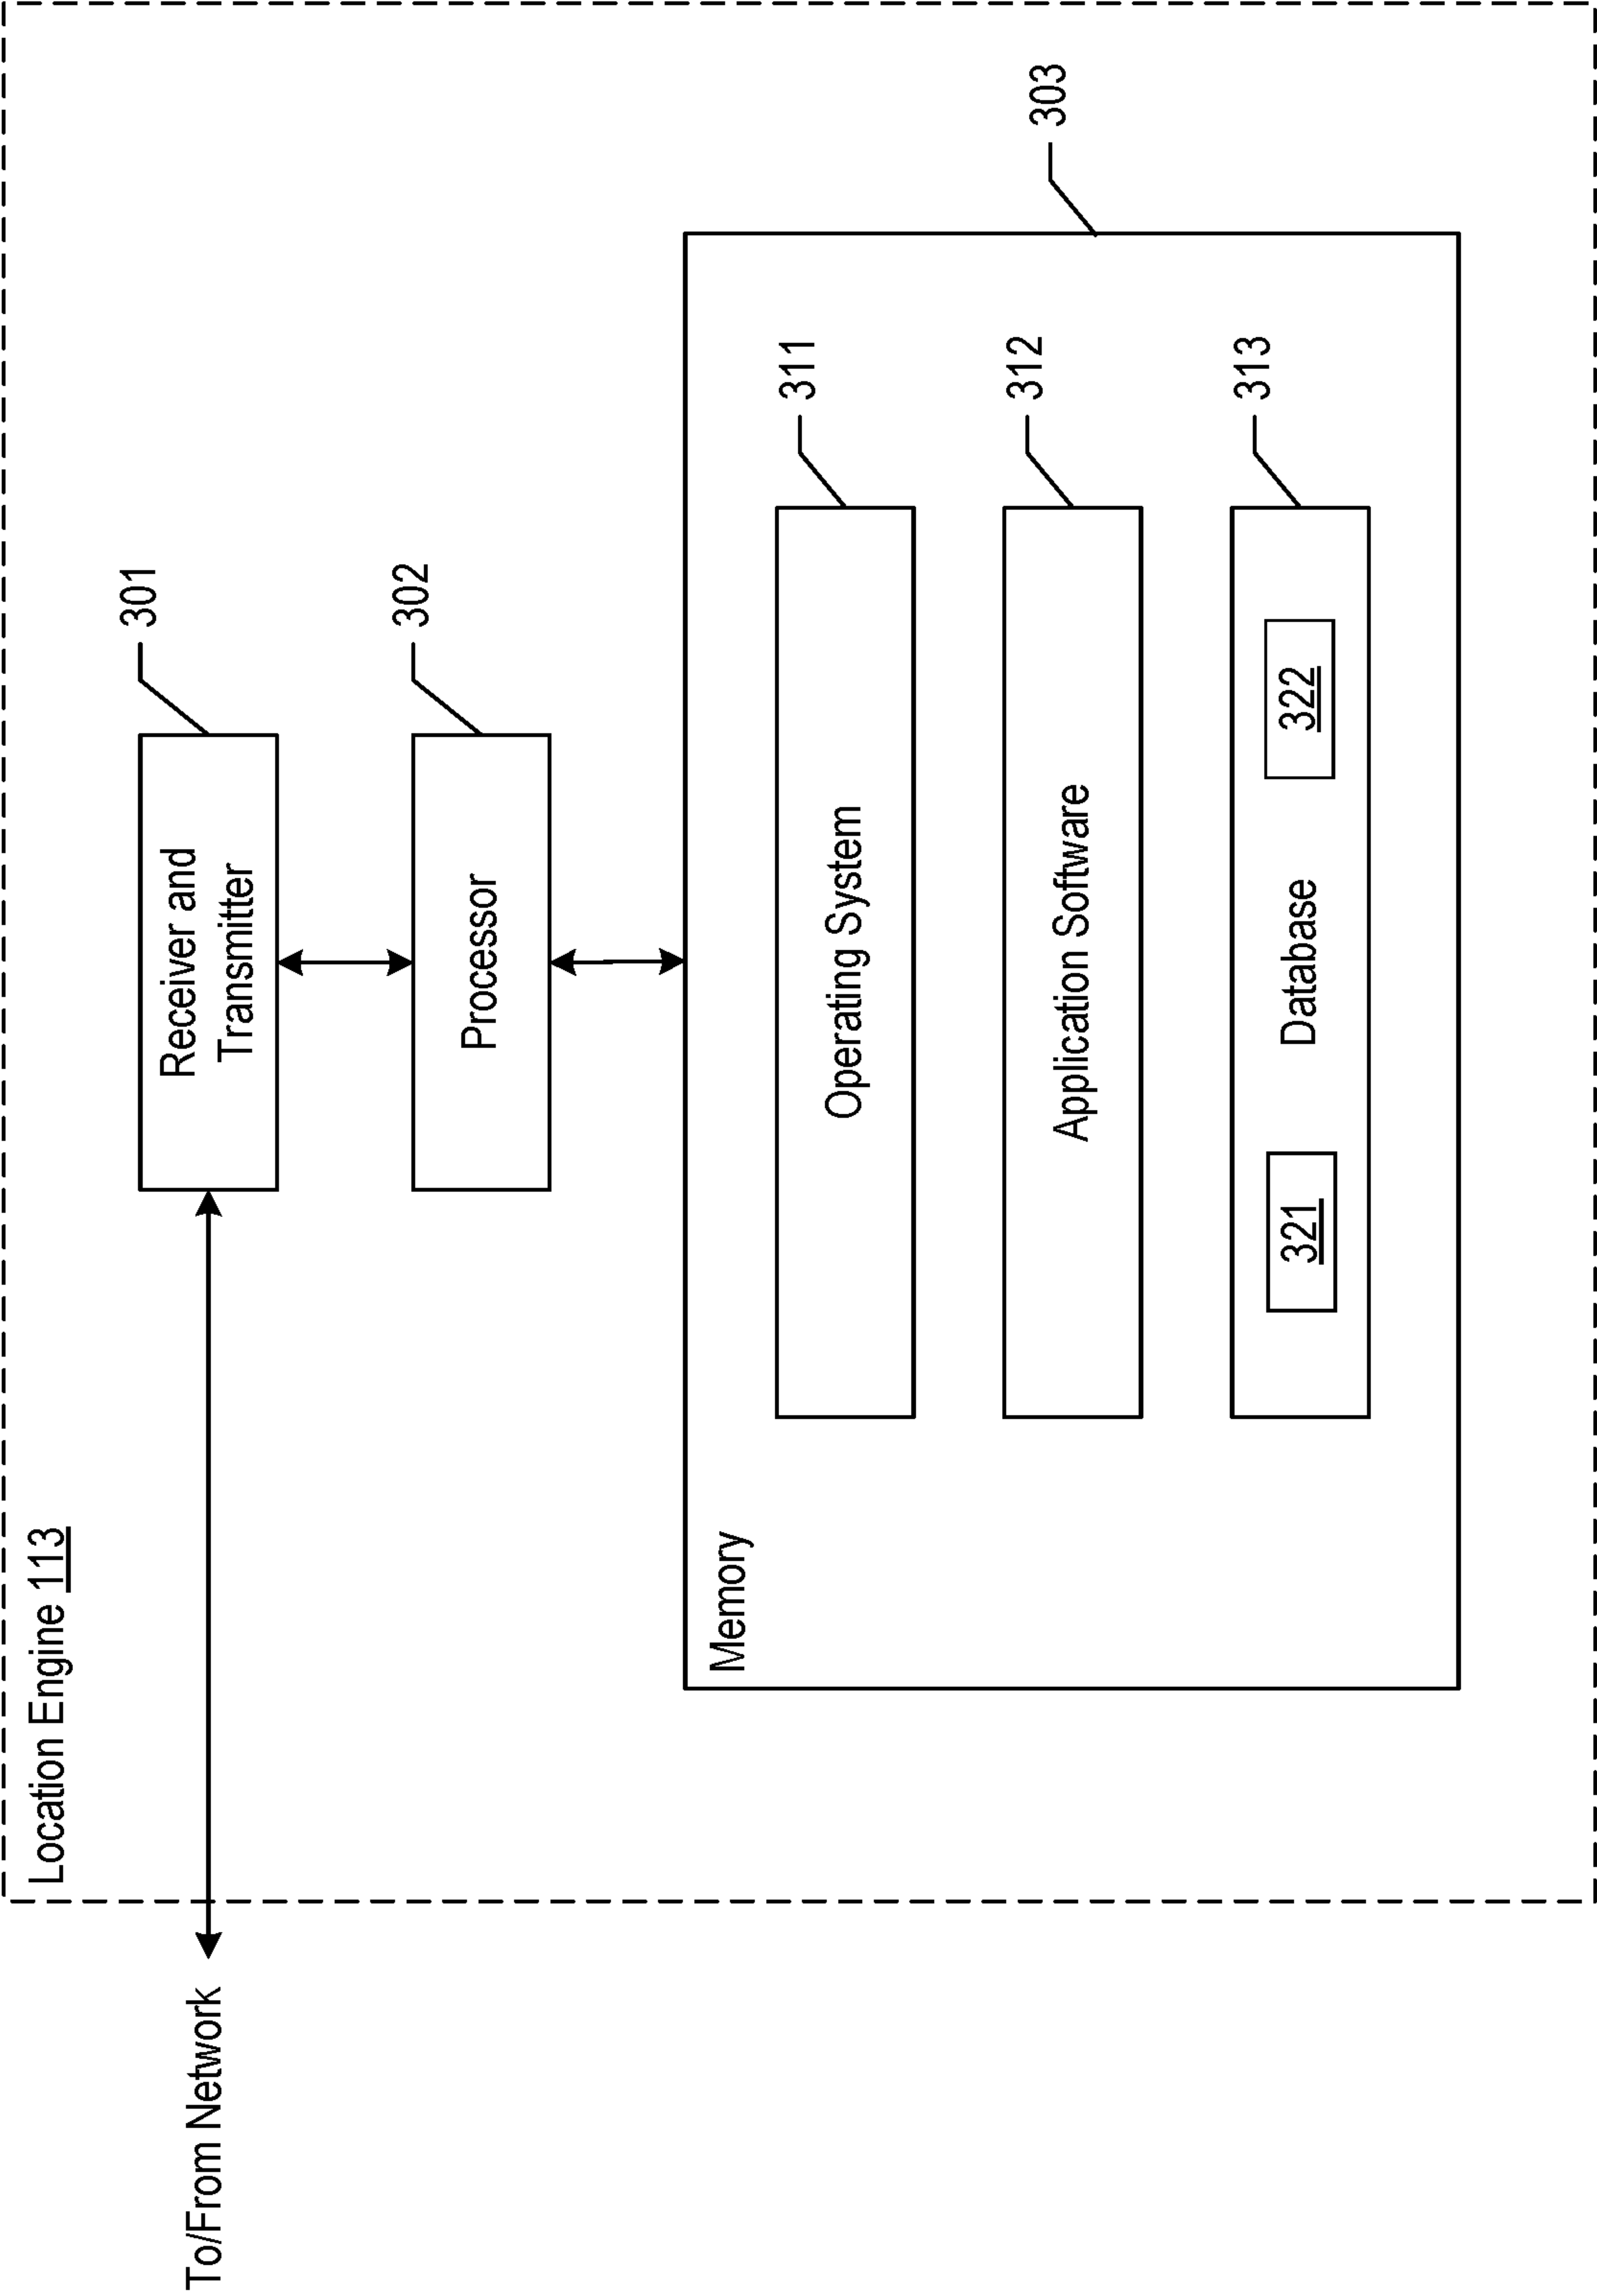 Location Engine 113
To/From Network
Receiver and
Transmitter
301
Processor
302
Memory
303
Operating System
311
Application Software
312
321
Database
322
313